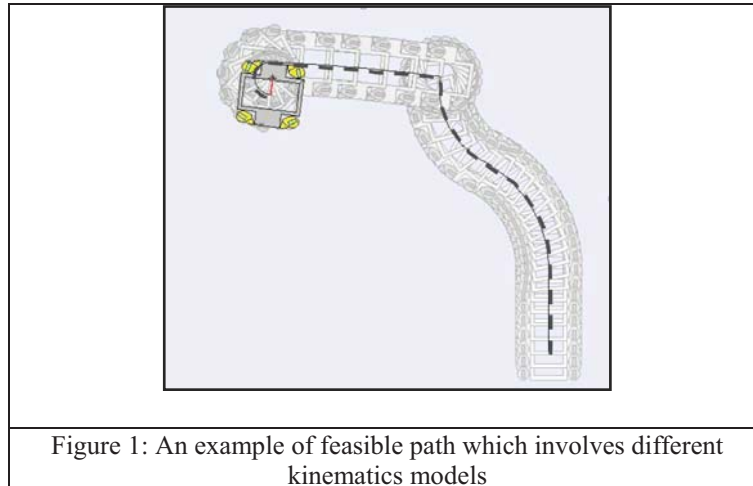 Figure 1: An example of feasible path which involves different
kinematics models